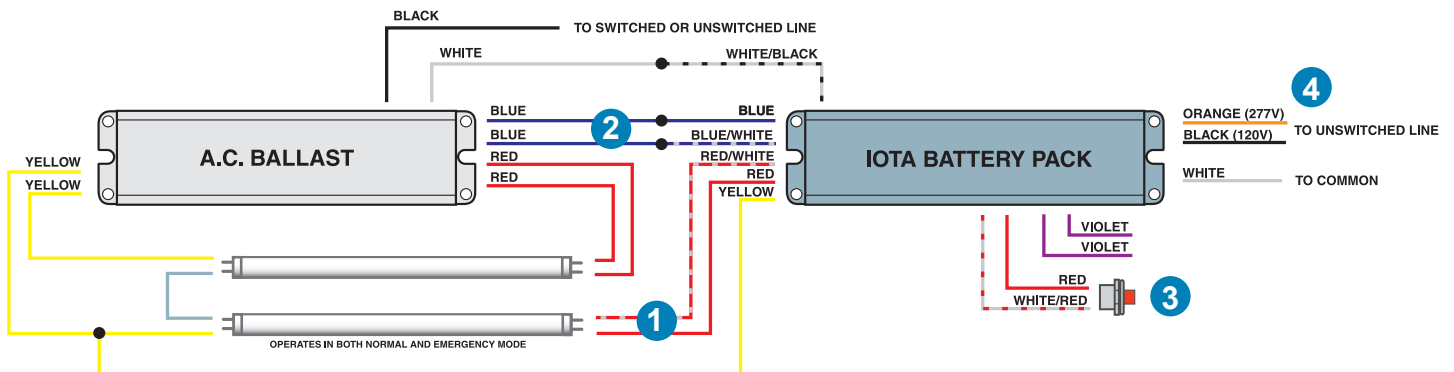 BLACK
TO SWITCHED OR UNSWITCHED LINE
WHITE
WHITE/BLACK
4
BLUE
BLUE
ORANGE (277V)
2
TO UNSWITCHED LINE
BLUE
BLUE/WHITE
BLACK (120V)
A.C. BALLAST
IOTA BATTERY PACK
YELLOW
RED
RED/WHITE
RED
RED
WHITE
TO COMMON
YELLOW
YELLOW
VIOLET
VIOLET
RED
3
WHITE/RED
1
OPERATES IN BOTH NORMAL AND EMERGENCY MODE